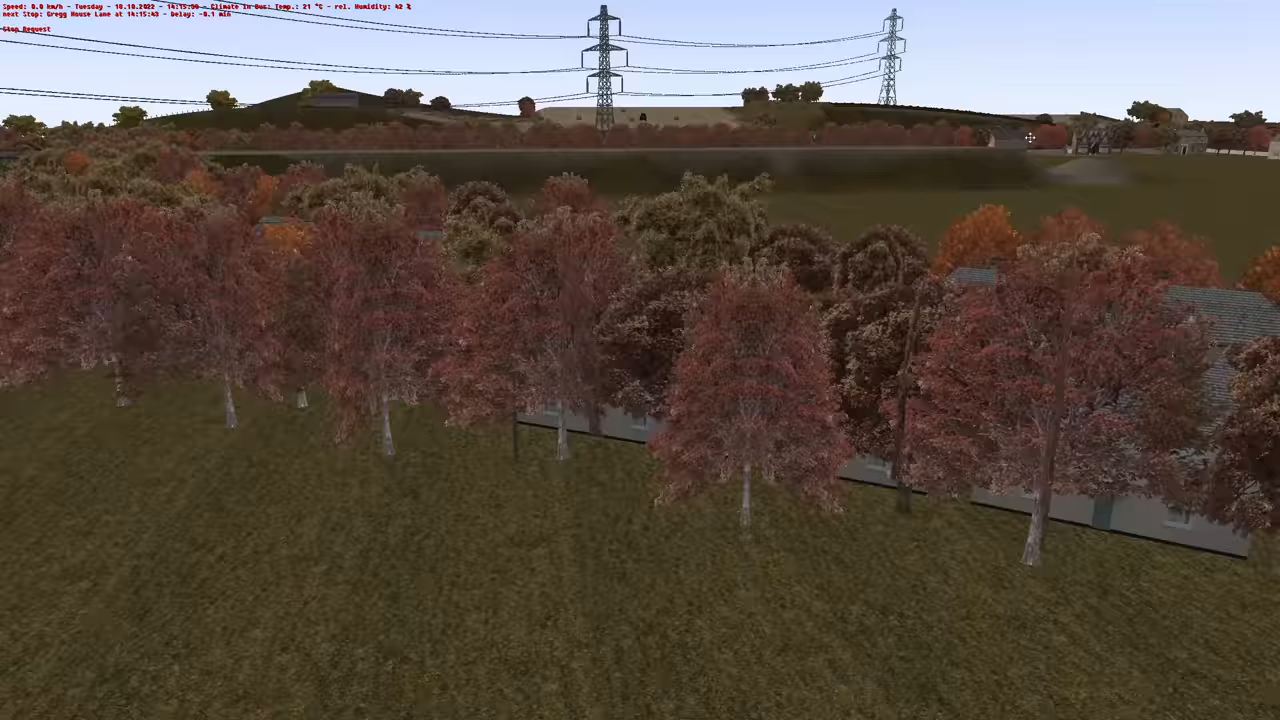 Speed: 0.0 km/h - Tuesday - 18.10.2022 - 14:15:38 - Climate in Bus: Temp.: 21 °C - rel. Humidity: 42 %
next Stop: Gregg House Lane at 14:15:43 - Delay: -0.1 min
Stop Request